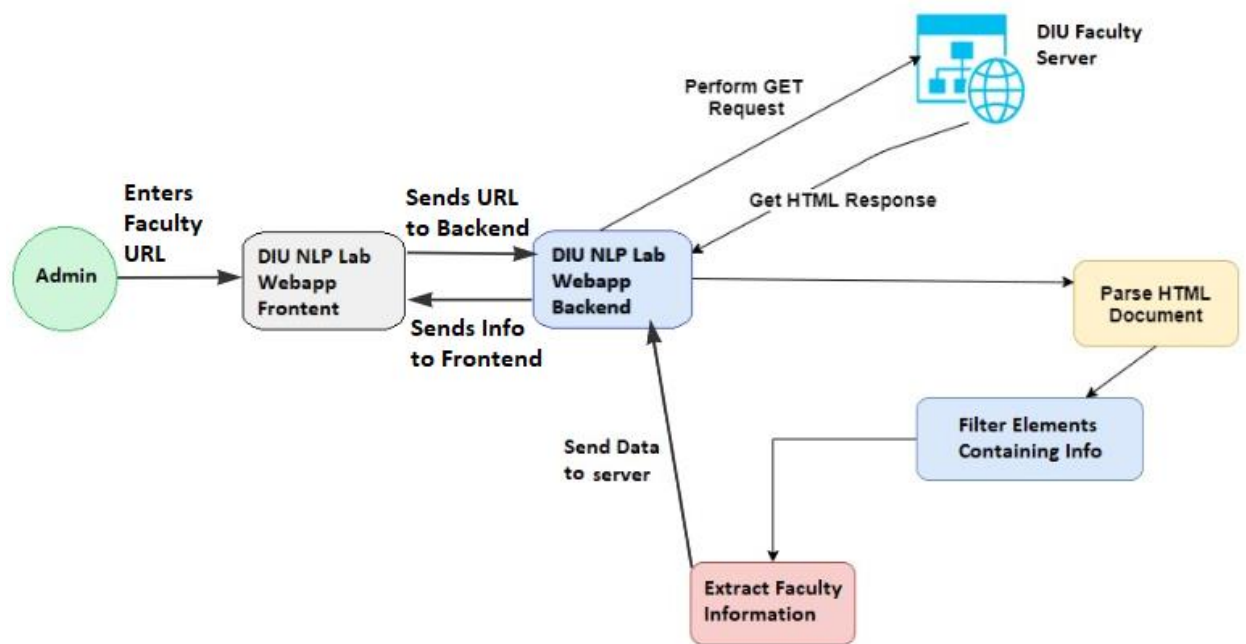 DIU Faculty
Server
Perform GET
Request
Enters
Faculty
URL
Sends URL
to Backend
Get HTML Response
Admin
DIU NLP Lab
Webapp
Frontent
DIU NLP Lab
Webapp
Backend
Sends Info
to Frontend
Parse HTML
Document
Filter Elements
Containing Info
Send Data
to server
Extract Faculty
Information